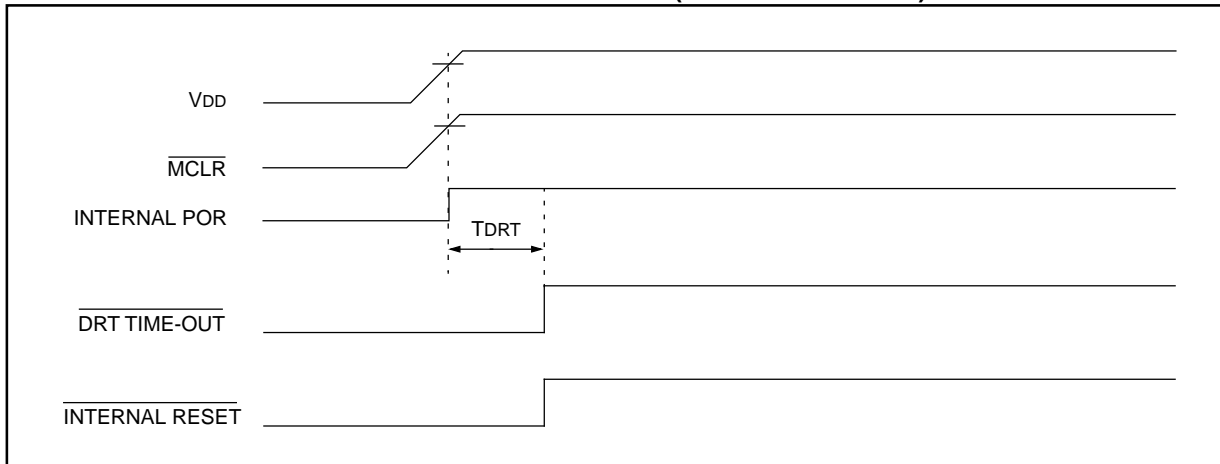 VDD
MCLR
INTERNAL POR
TDRT
DRT TIME-OUT
INTERNAL RESET